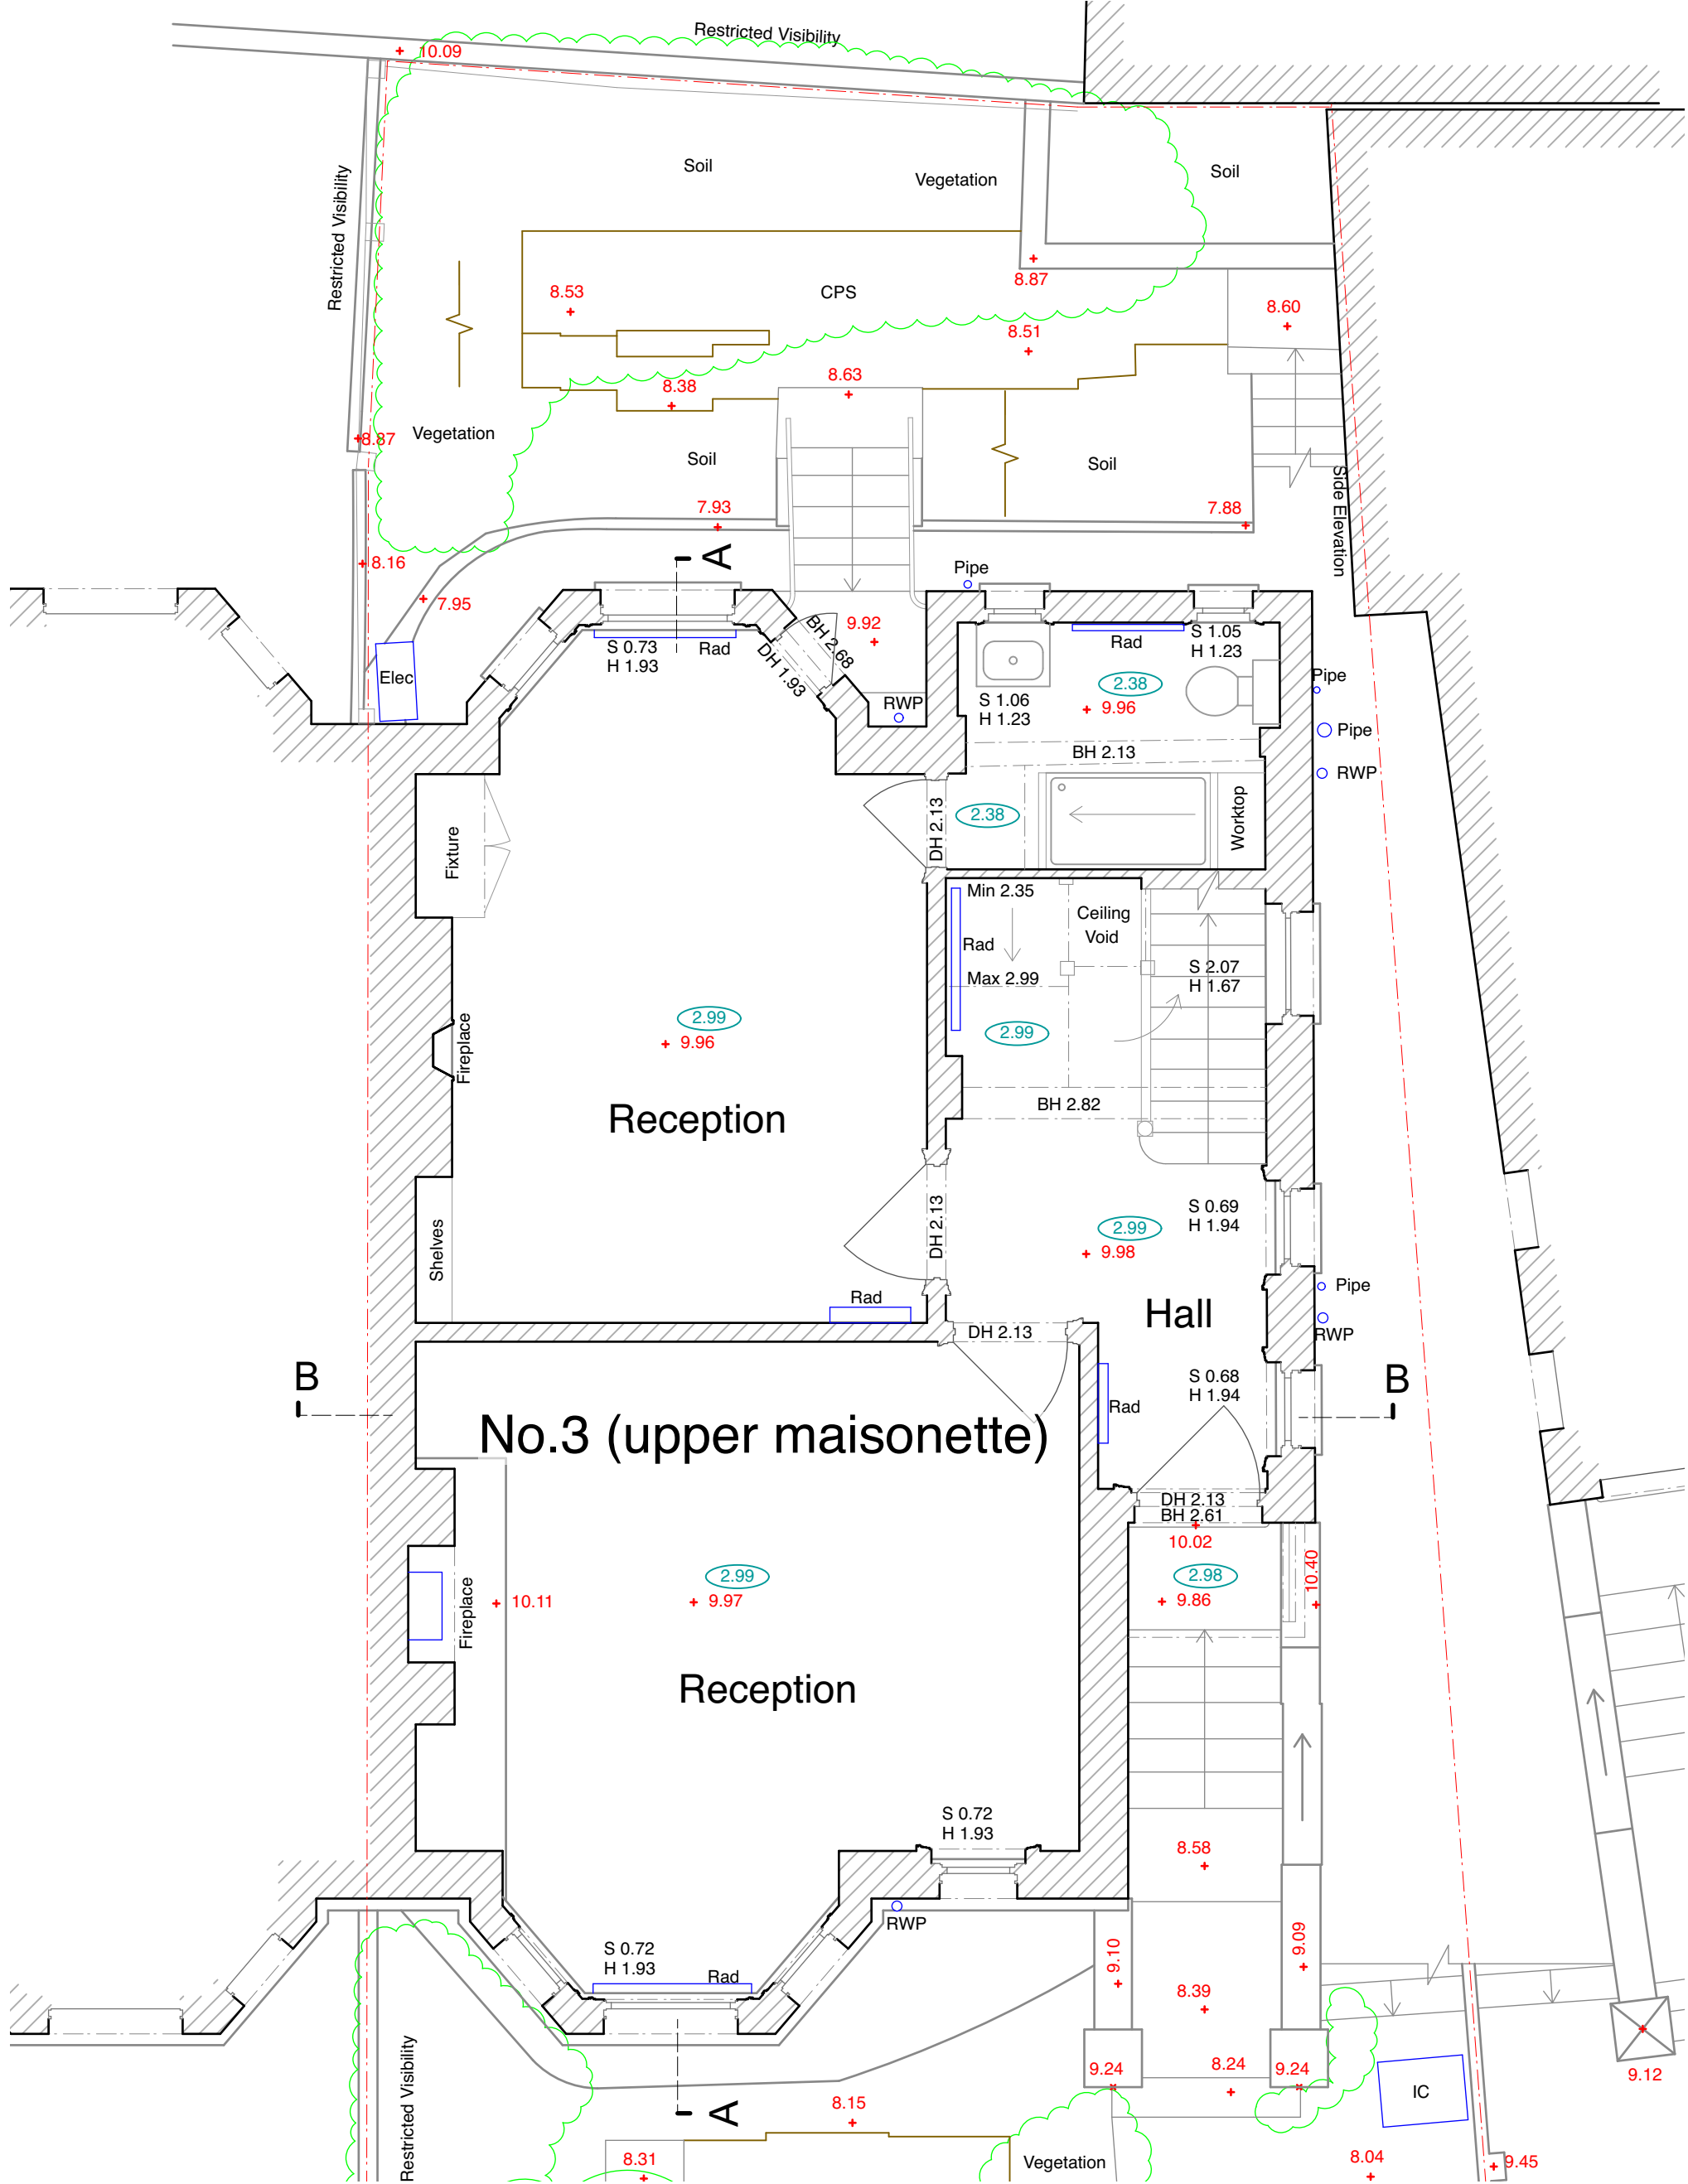 Restricted Visibility
10.09
Soil
Vegetation
Soil
Restricted Visibility
8.87
8.53
CPS
8.60
8.51
8.63
8.38
8.87
Vegetation
Soil
Soil
Side Elevation
7.93
7.88
A
8.16
Pipe
7.95
9.92
BH 2.68
DH 1.93
S 0.73
H 1.93
Rad
Rad
S 1.05
H 1.23
Elec
Pipe
2.38
RWP
S 1.06
H 1.23
9.96
Pipe
BH 2.13
RWP
DH 2.13
2.38
Worktop
Fixture
Min 2.35
Ceiling
Void
Rad
S 2.07
H 1.67
Max 2.99
2.99
2.99
9.96
Fireplace
BH 2.82
Reception
S 0.69
H 1.94
2.99
DH 2.13
Shelves
9.98
Pipe
Rad
Hall
DH 2.13
RWP
B
S 0.68
H 1.94
B
Rad
No.3 (upper maisonette)
DH 2.13
BH 2.61
10.02
2.99
2.98
10.40
10.11
9.97
9.86
Fireplace
Reception
S 0.72
H 1.93
8.58
RWP
S 0.72
H 1.93
Rad
9.10
9.09
8.39
Restricted Visibility
9.24
8.24
9.24
9.12
IC
A
8.15
8.31
Vegetation
8.04
9.45